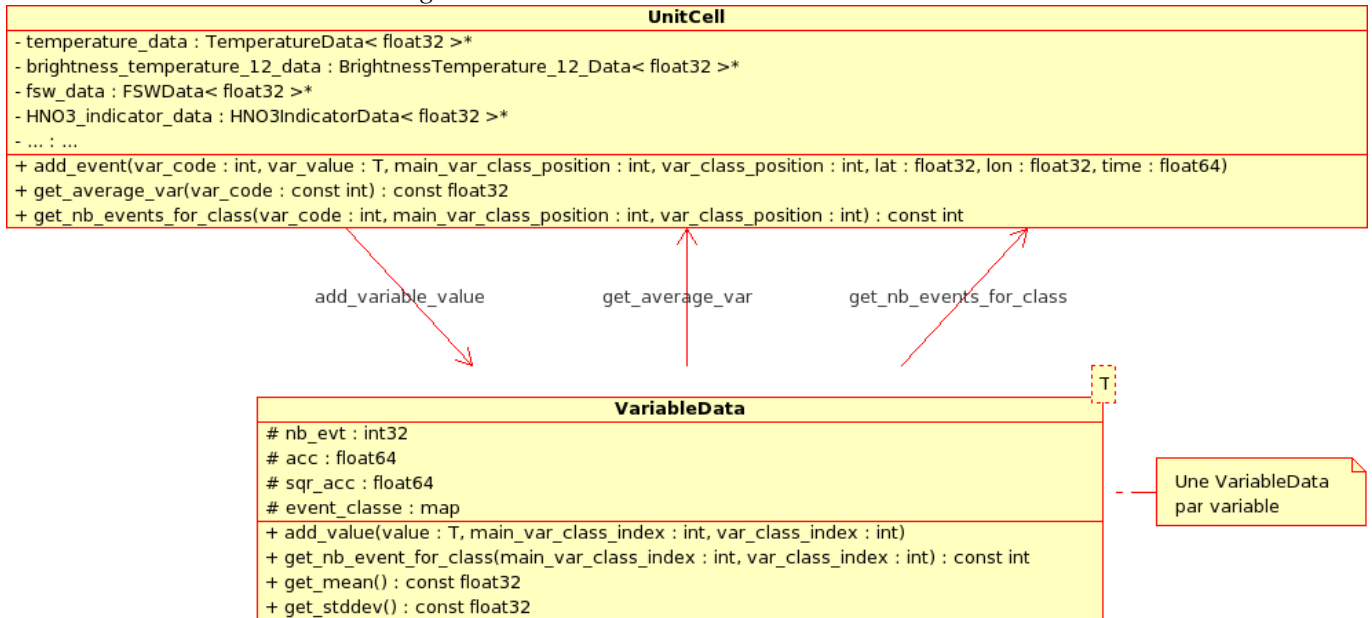 UnitCell
- temperature_data : TemperatureData< float32 >*
- brightness_temperature_12_data : BrightnessTemperature_12_Data< float32 >*
- fsw_data : FSWData< float32 >*
- HNO3_indicator_data : HNO3IndicatorData< float32 >*
- ... : ...
+ add_event(var_code : int, var_value : T, main_var_class_position : int, var_class_position : int, lat : float32, lon : float32, time : float64)
+ get_average_var(var_code : const int) : const float32
+ get_nb_events_for_class(var_code : int, main_var_class_position : int, var_class_position : int) : const int
add_variable_value get_average_var get_nb_events_for_class
T
VariableData
# nb_evt : int32
# acc : float64
# sqr_acc : float64
# event_classe : map
+ add_value(value : T, main_var_class_index : int, var_class_index : int)
+ get_nb_event_for_class(main_var_class_index : int, var_class_index : int) : const int
+ get_mean() : const float32
+ get_stddev() : const float32
Une VariableData
par variable